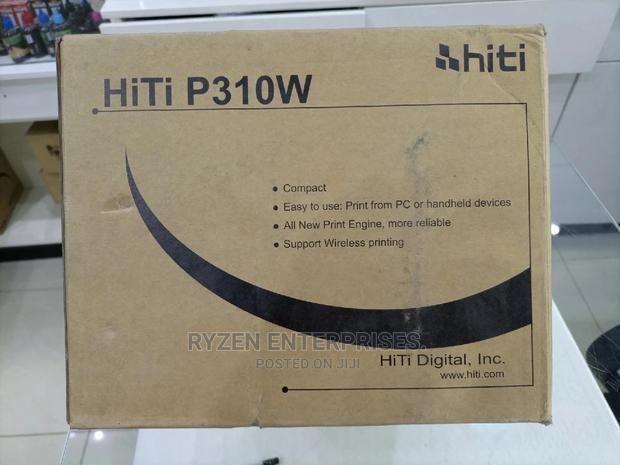 hiti
HiTi P310W
• Compact
• Easy to use: Print from PC or handheld devices
• All New Print Engine, more reliable
• Support Wireless printing
RYZEN ENTERPRISES.
POSTED ON JIJI
HiTi Digital, Inc.
www.hiti.com